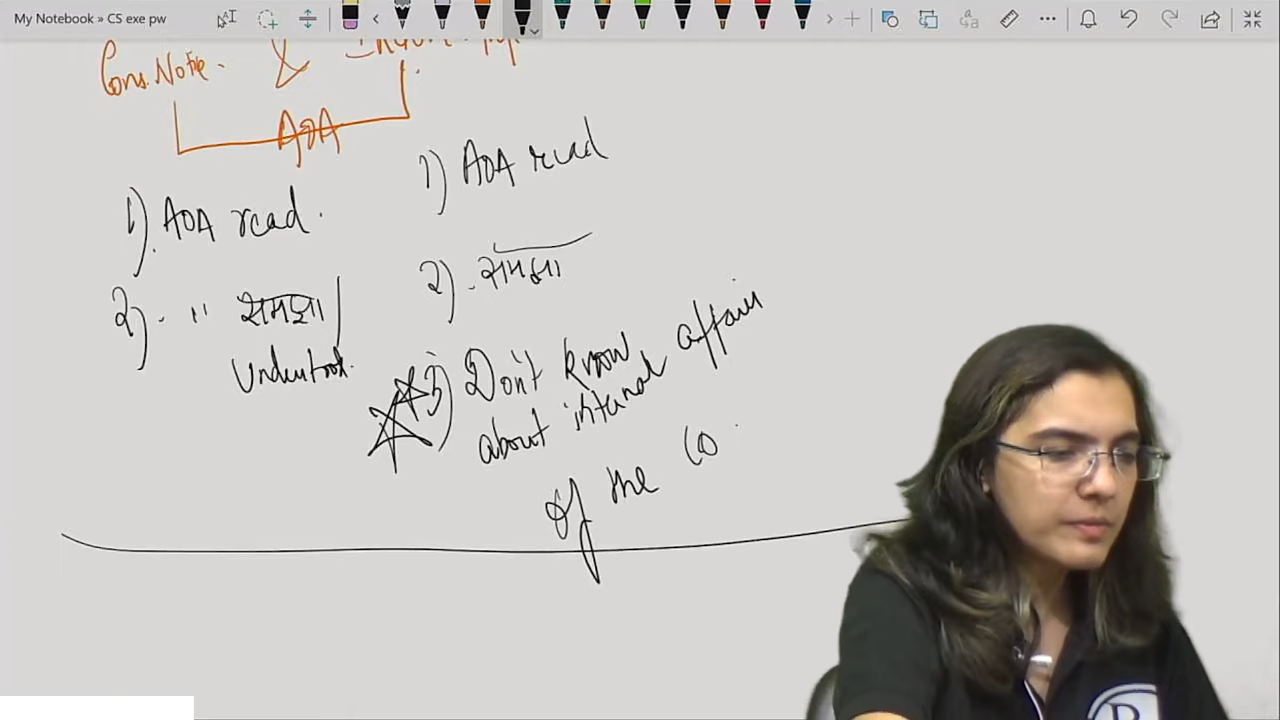 My Notebook » CS exe pw
Cons. Notice. &
AOA
1). AOA read.
2). " समझा/
Understood.
1) AOA read
2). समझा
3) Don't know
about internal affairs
of the Co.